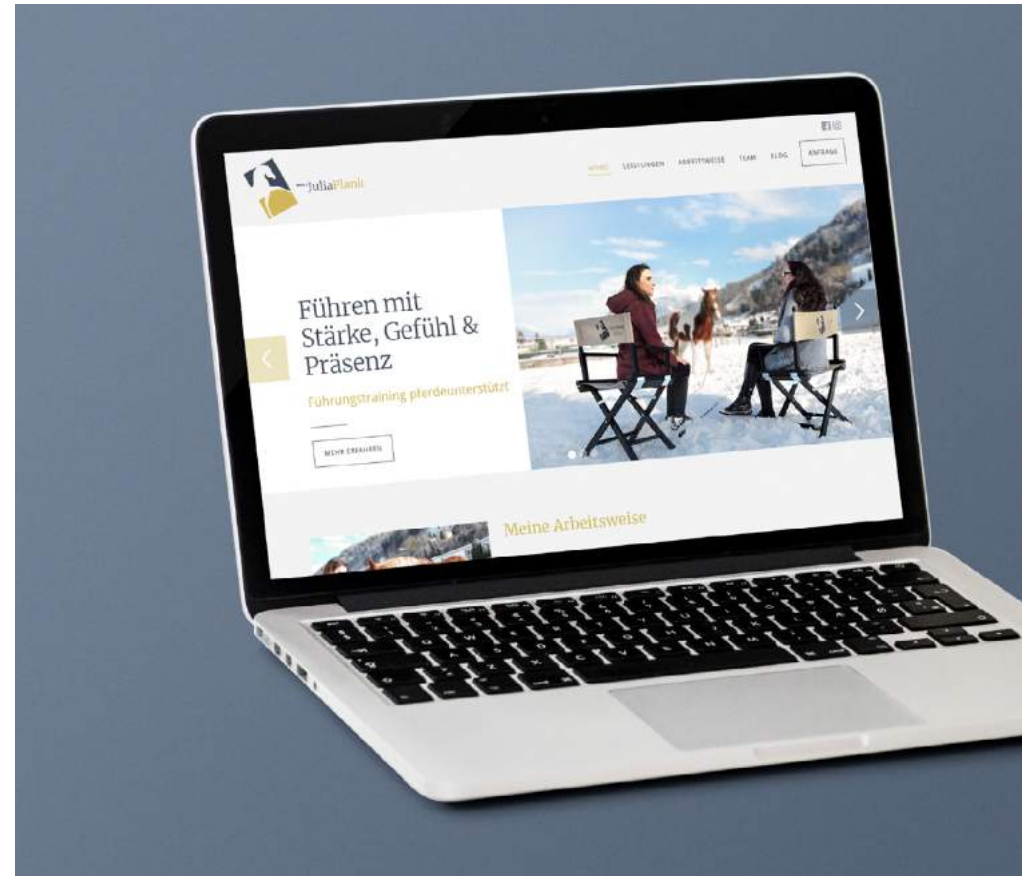 JuliaPlank
HOME LEISTUNGEN ARBEITSWEISE TEAM BLOG ANFRAGE
Führen mit
Stärke, Gefühl &
Präsenz
Führungstraining pferdeunterstützt
MEHR ERFAHREN
Meine Arbeitsweise